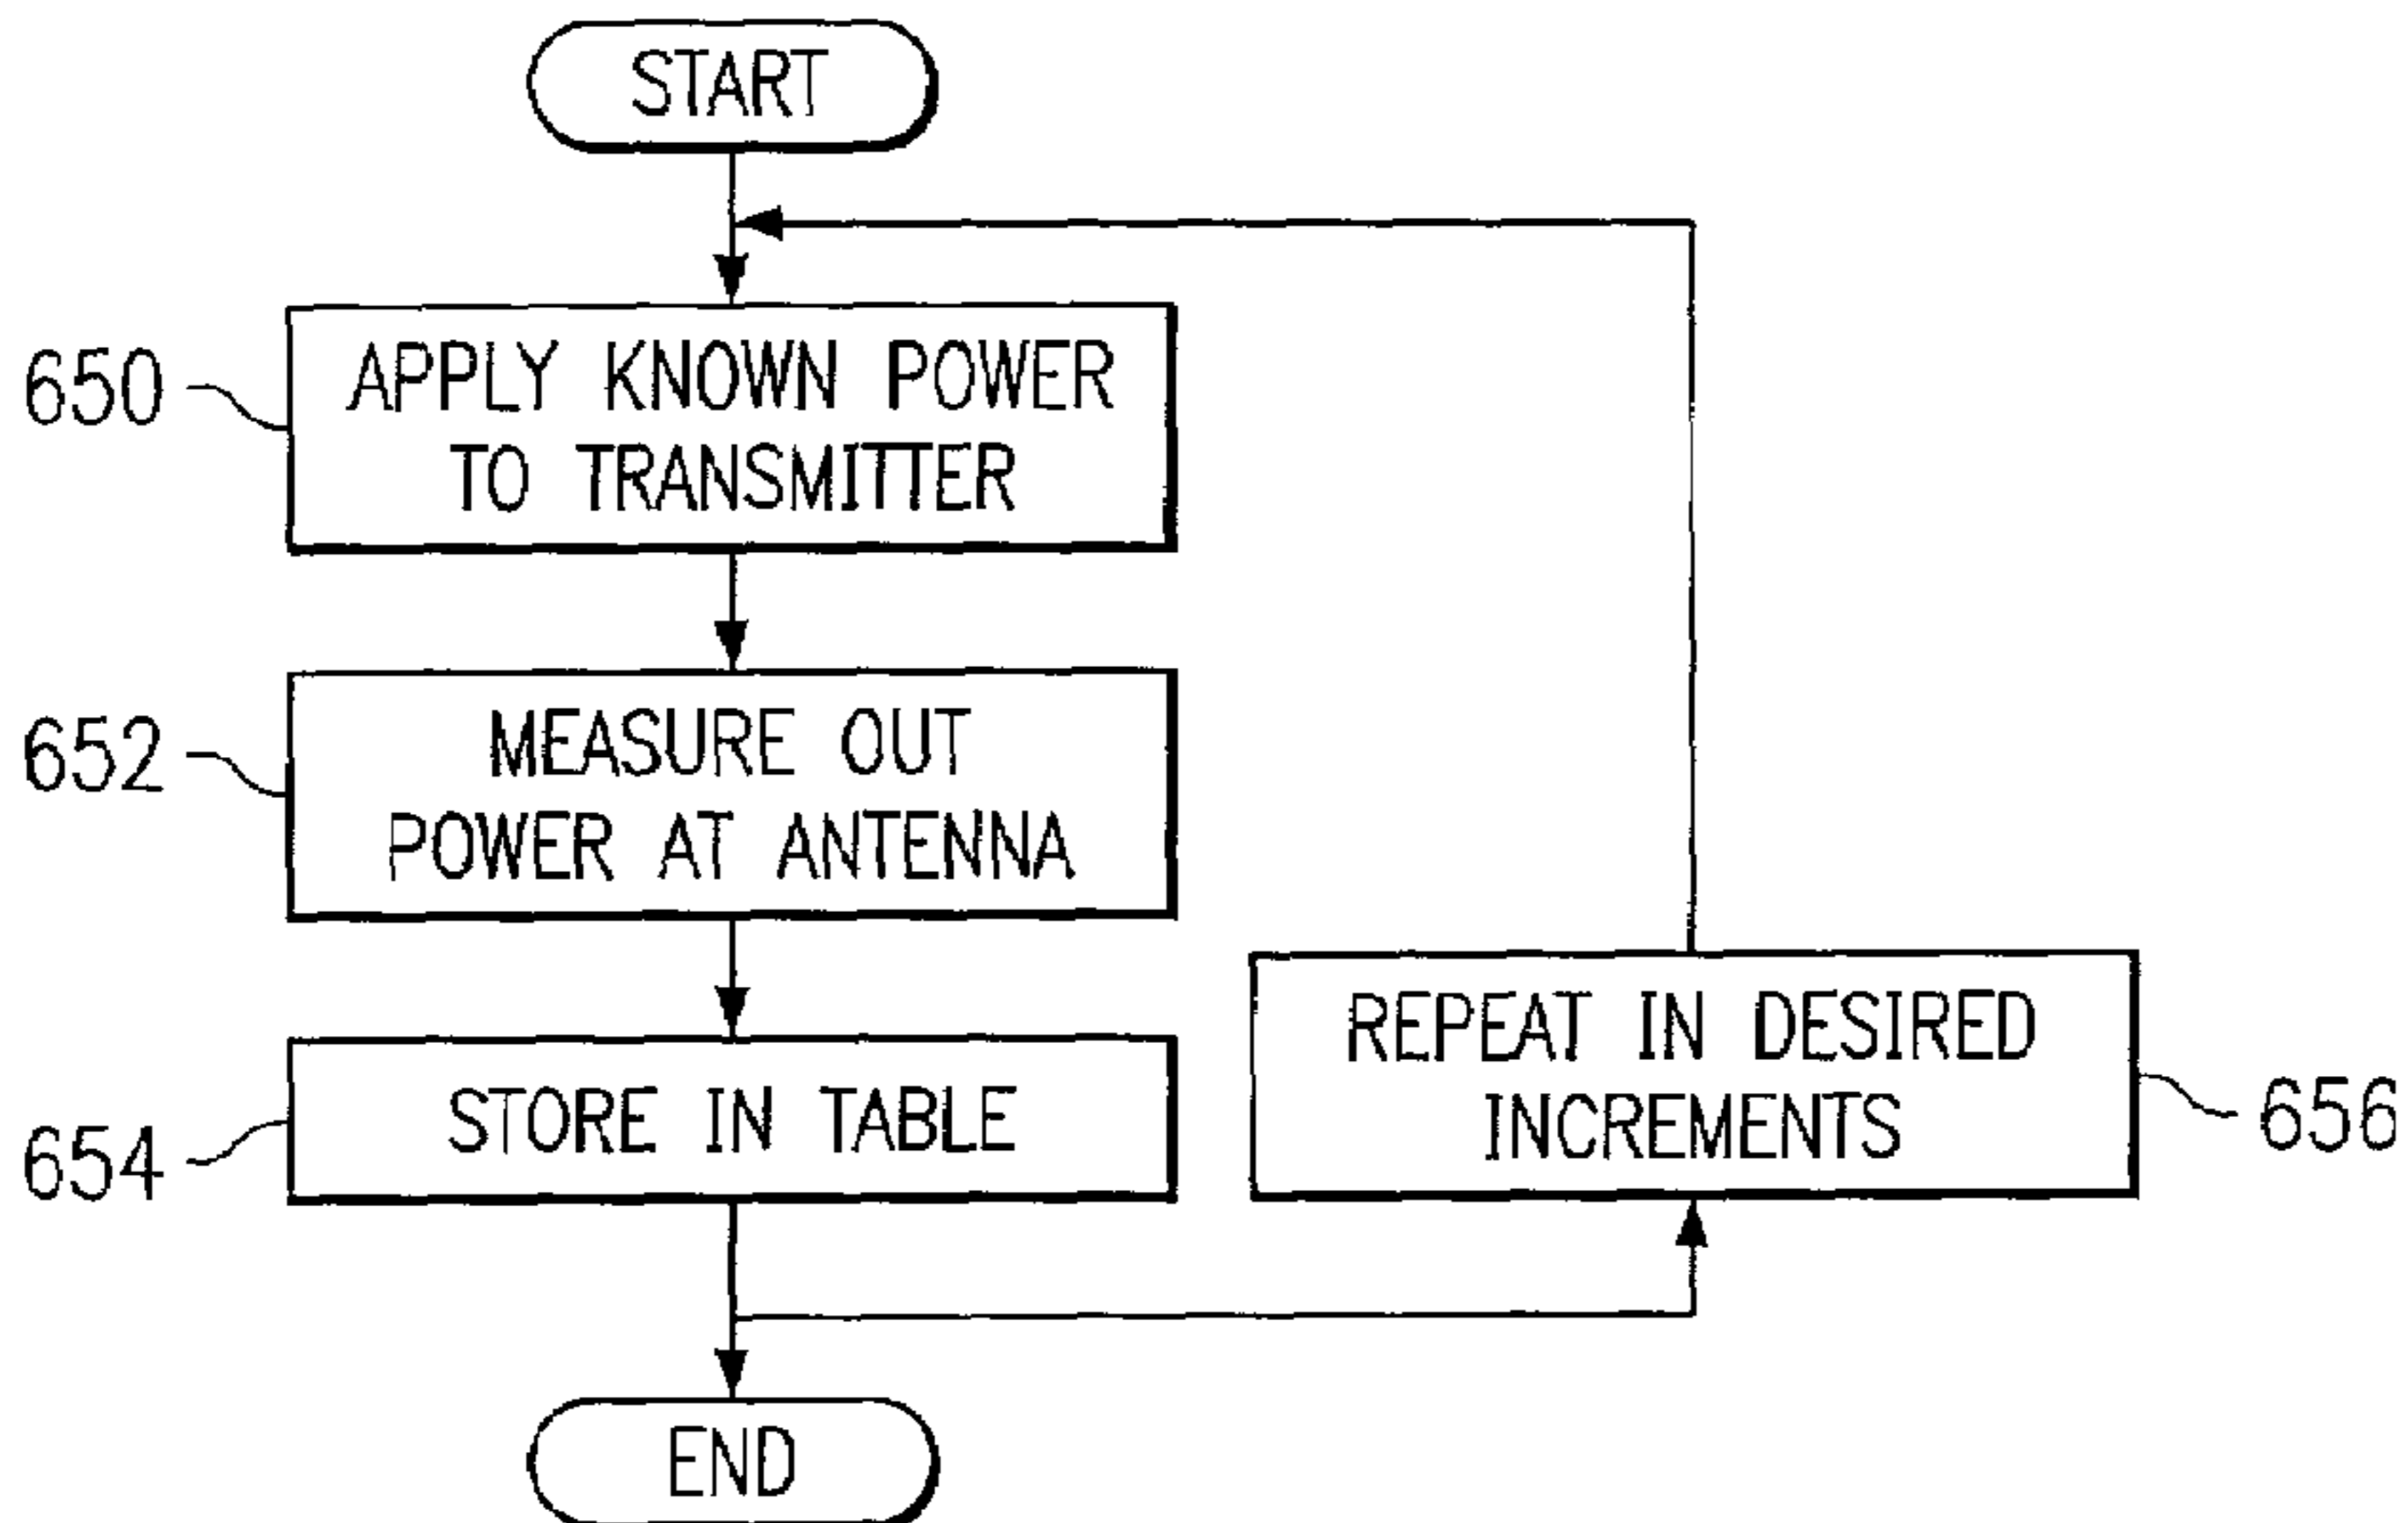 START
650
APPLY KNOWN POWER
TO TRANSMITTER
652
MEASURE OUT
POWER AT ANTENNA
654
STORE IN TABLE
REPEAT IN DESIRED
INCREMENTS
656
END